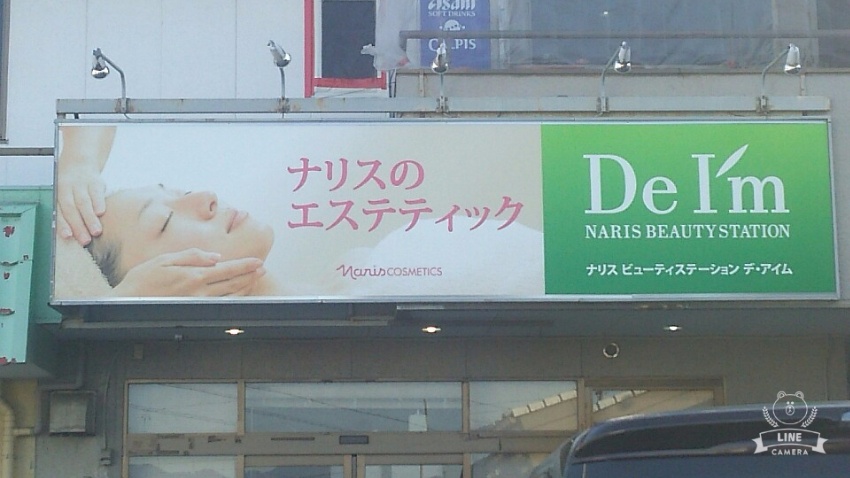 asahi
SOFT DRINKS
CALPIS
ナリスの
エステティック
naris COSMETICS
De I'm
NARIS BEAUTY STATION
ナリス ビューティステーション デ・アイム
LINE
CAMERA